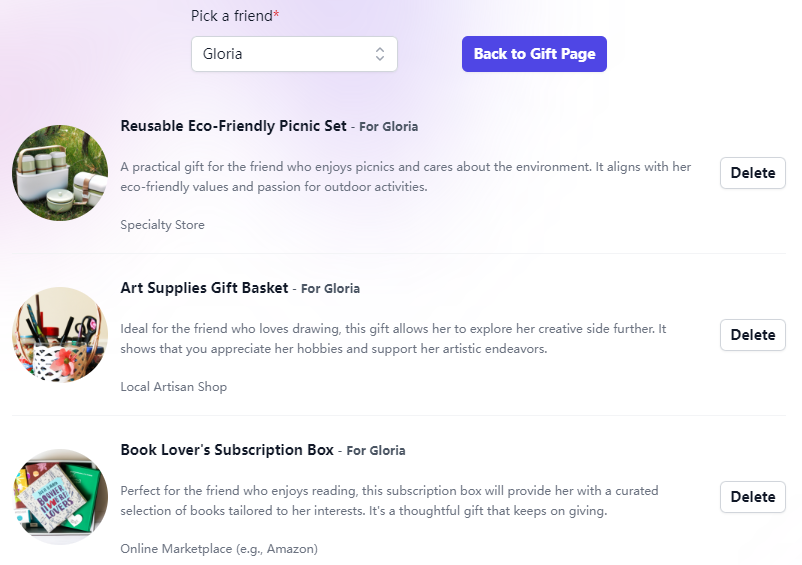 Pick a friend*
Gloria
Back to Gift Page
Reusable Eco-Friendly Picnic Set - For Gloria
A practical gift for the friend who enjoys picnics and cares about the environment. It aligns with her
eco-friendly values and passion for outdoor activities.
Delete
Specialty Store
Art Supplies Gift Basket - For Gloria
Ideal for the friend who loves drawing, this gift allows her to explore her creative side further. It
shows that you appreciate her hobbies and support her artistic endeavors.
Delete
Local Artisan Shop
Book Lover's Subscription Box - For Gloria
Perfect for the friend who enjoys reading, this subscription box will provide her with a curated
selection of books tailored to her interests. It's a thoughtful gift that keeps on giving.
Delete
Online Marketplace (e.g., Amazon)